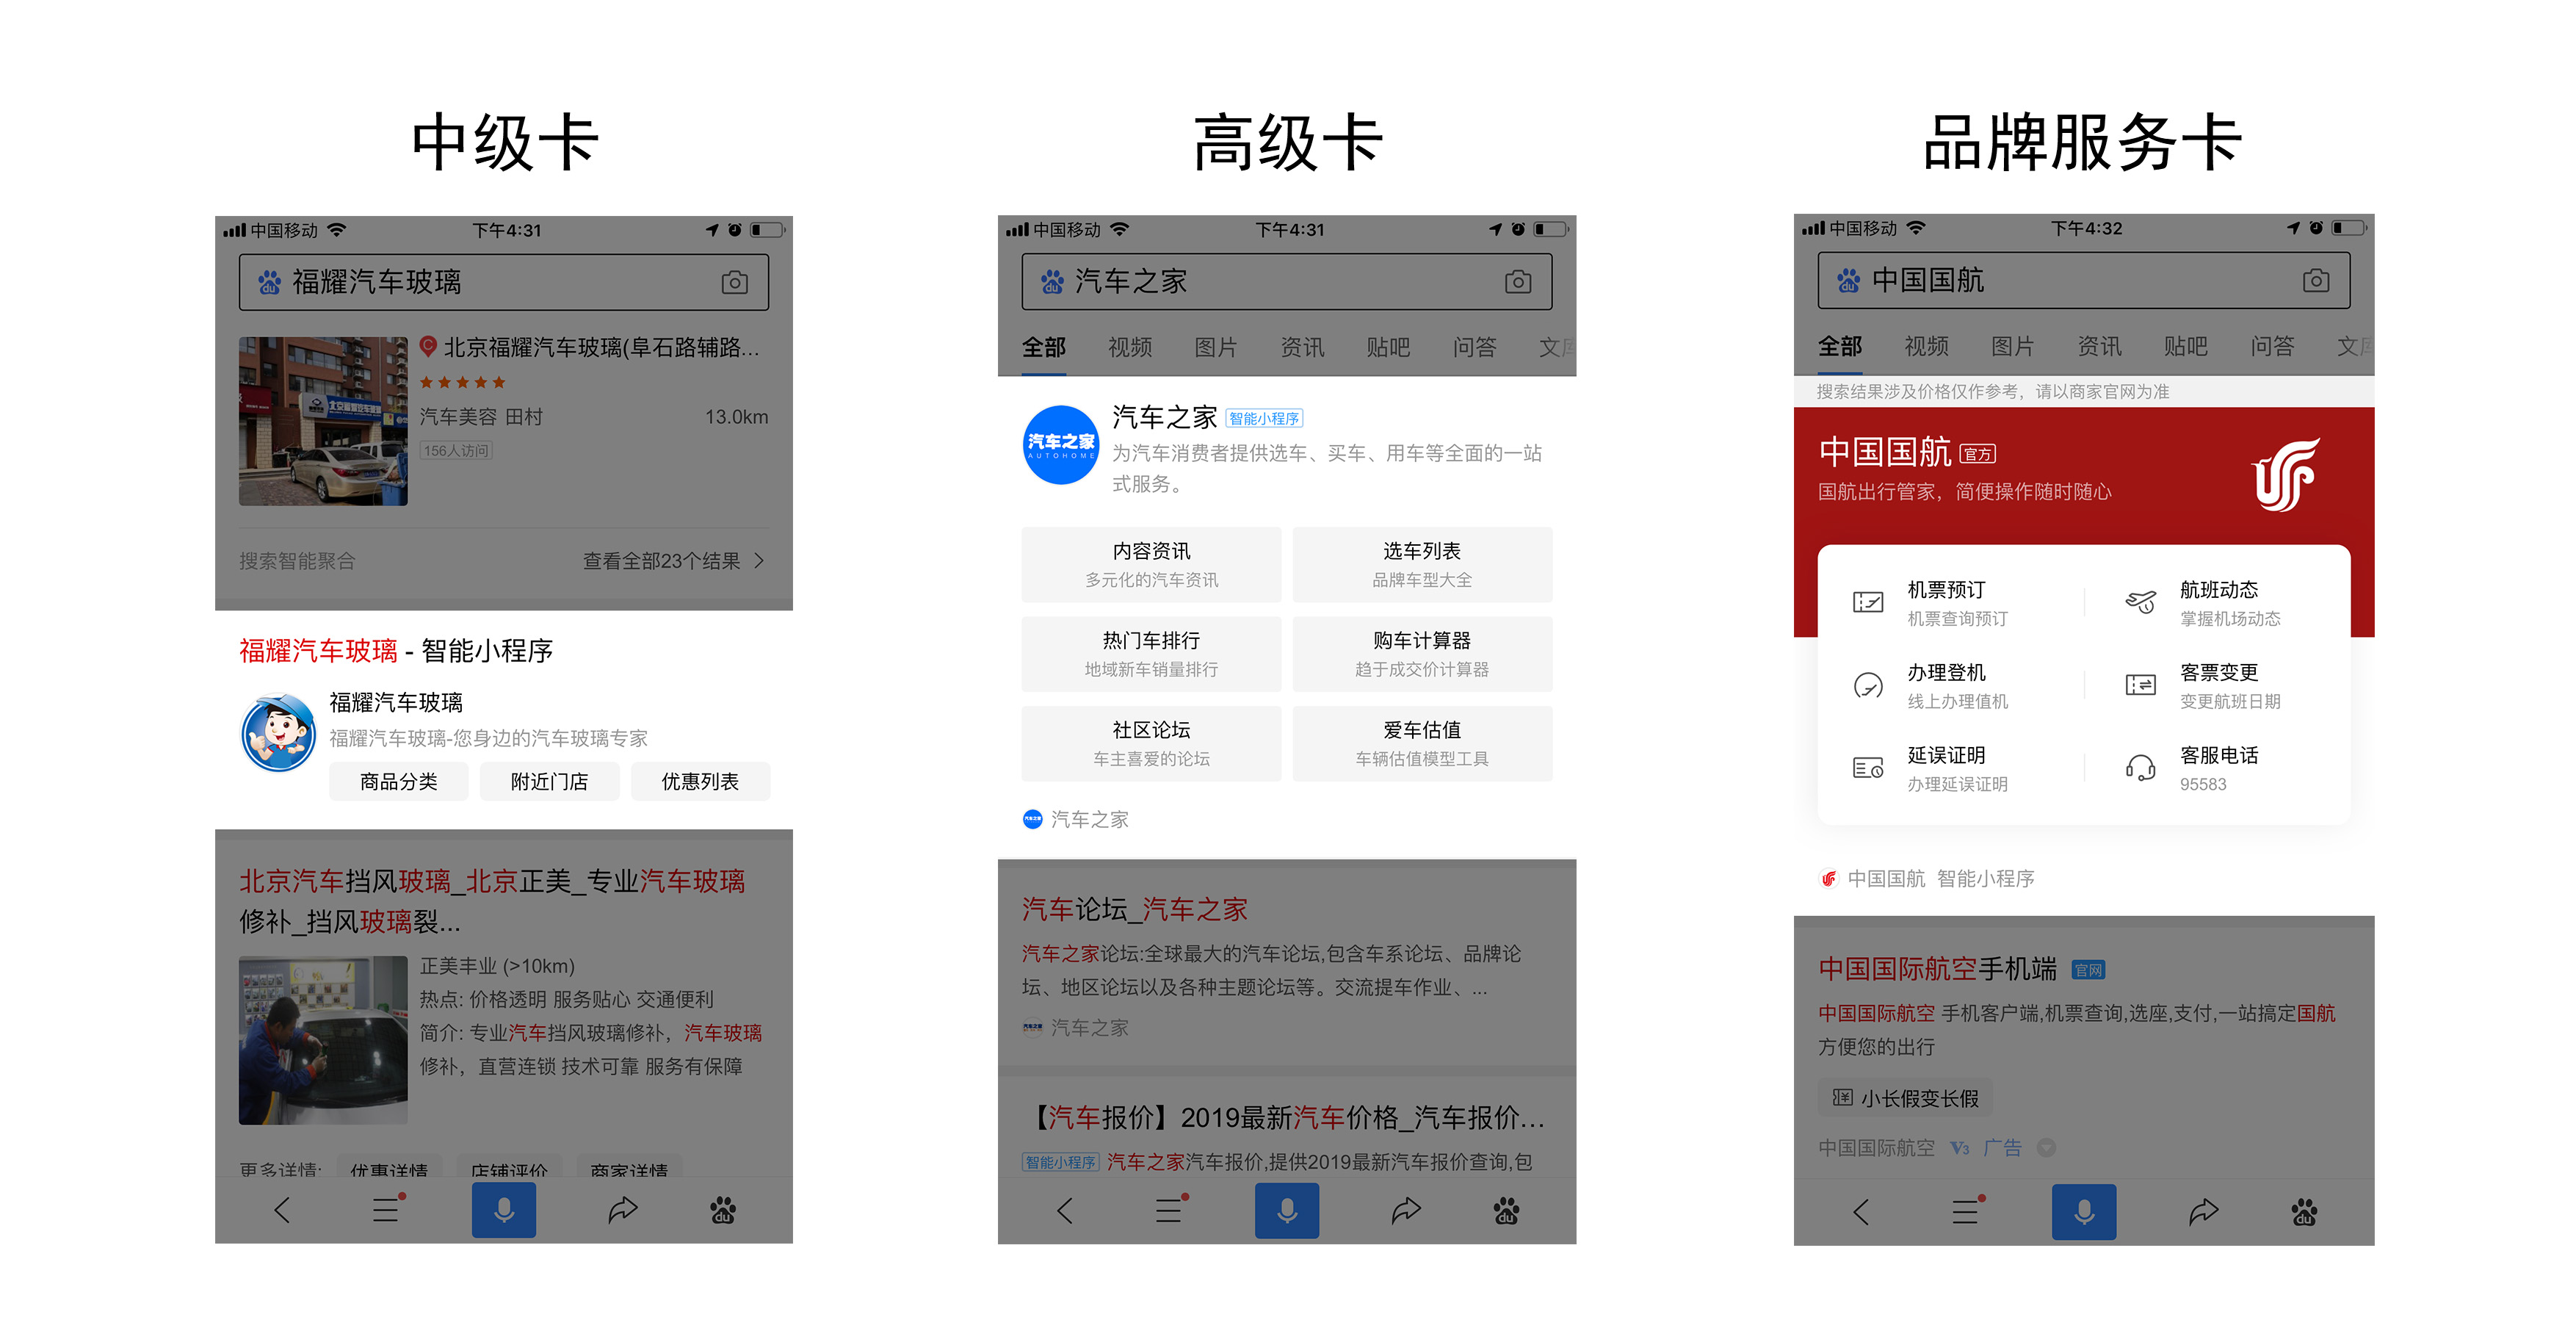 中级卡
中国移动 下午4:31
福耀汽车玻璃
北京福耀汽车玻璃(阜石路辅路...
汽车美容 田村 13.0km
156人访问
搜索智能聚合 查看全部23个结果
福耀汽车玻璃 - 智能小程序
福耀汽车玻璃
福耀汽车玻璃-您身边的汽车玻璃专家
商品分类 附近门店 优惠列表
北京汽车挡风玻璃_北京正美_专业汽车玻璃
修补_挡风玻璃裂...
正美丰业 (>10km)
热点: 价格透明 服务贴心 交通便利
简介: 专业汽车挡风玻璃修补，汽车玻璃
修补，直营连锁 技术可靠 服务有保障
更多详情: 优惠详情 店铺评价 商家详情
du
高级卡
中国移动 下午4:31
汽车之家
全部 视频 图片 资讯 贴吧 问答 文库
汽车之家 AUTOHOME
汽车之家 智能小程序
为汽车消费者提供选车、买车、用车等全面的一站
式服务。
内容资讯 选车列表
多元化的汽车资讯 品牌车型大全
热门车排行 购车计算器
地域新车销量排行 趋于成交价计算器
社区论坛 爱车估值
车主喜爱的论坛 车辆估值模型工具
汽车之家
汽车论坛_汽车之家
汽车之家论坛:全球最大的汽车论坛,包含车系论坛、品牌论
坛、地区论坛以及各种主题论坛等。交流提车作业、...
汽车之家
【汽车报价】2019最新汽车价格_汽车报价...
智能小程序 汽车之家汽车报价,提供2019最新汽车报价查询,包
du
品牌服务卡
中国移动 下午4:32
中国国航
全部 视频 图片 资讯 贴吧 问答 文库
搜索结果涉及价格仅作参考，请以商家官网为准
中国国航 官方
国航出行管家，简便操作随时随心
机票预订 航班动态
机票查询预订 掌握机场动态
办理登机 客票变更
线上办理值机 变更航班日期
延误证明 客服电话
办理延误证明 95583
中国国航 智能小程序
中国国际航空手机端 官网
中国国际航空 手机客户端,机票查询,选座,支付,一站搞定国航
方便您的出行
小长假变长假
中国国际航空 V3 广告
du